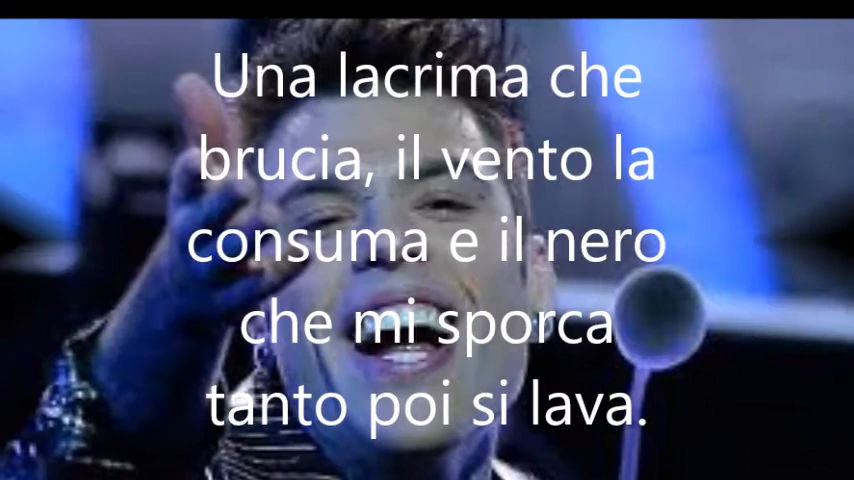 Una lacrima che
brucia, il vento la
consuma e il nero
che mi sporca
tanto poi si lava.